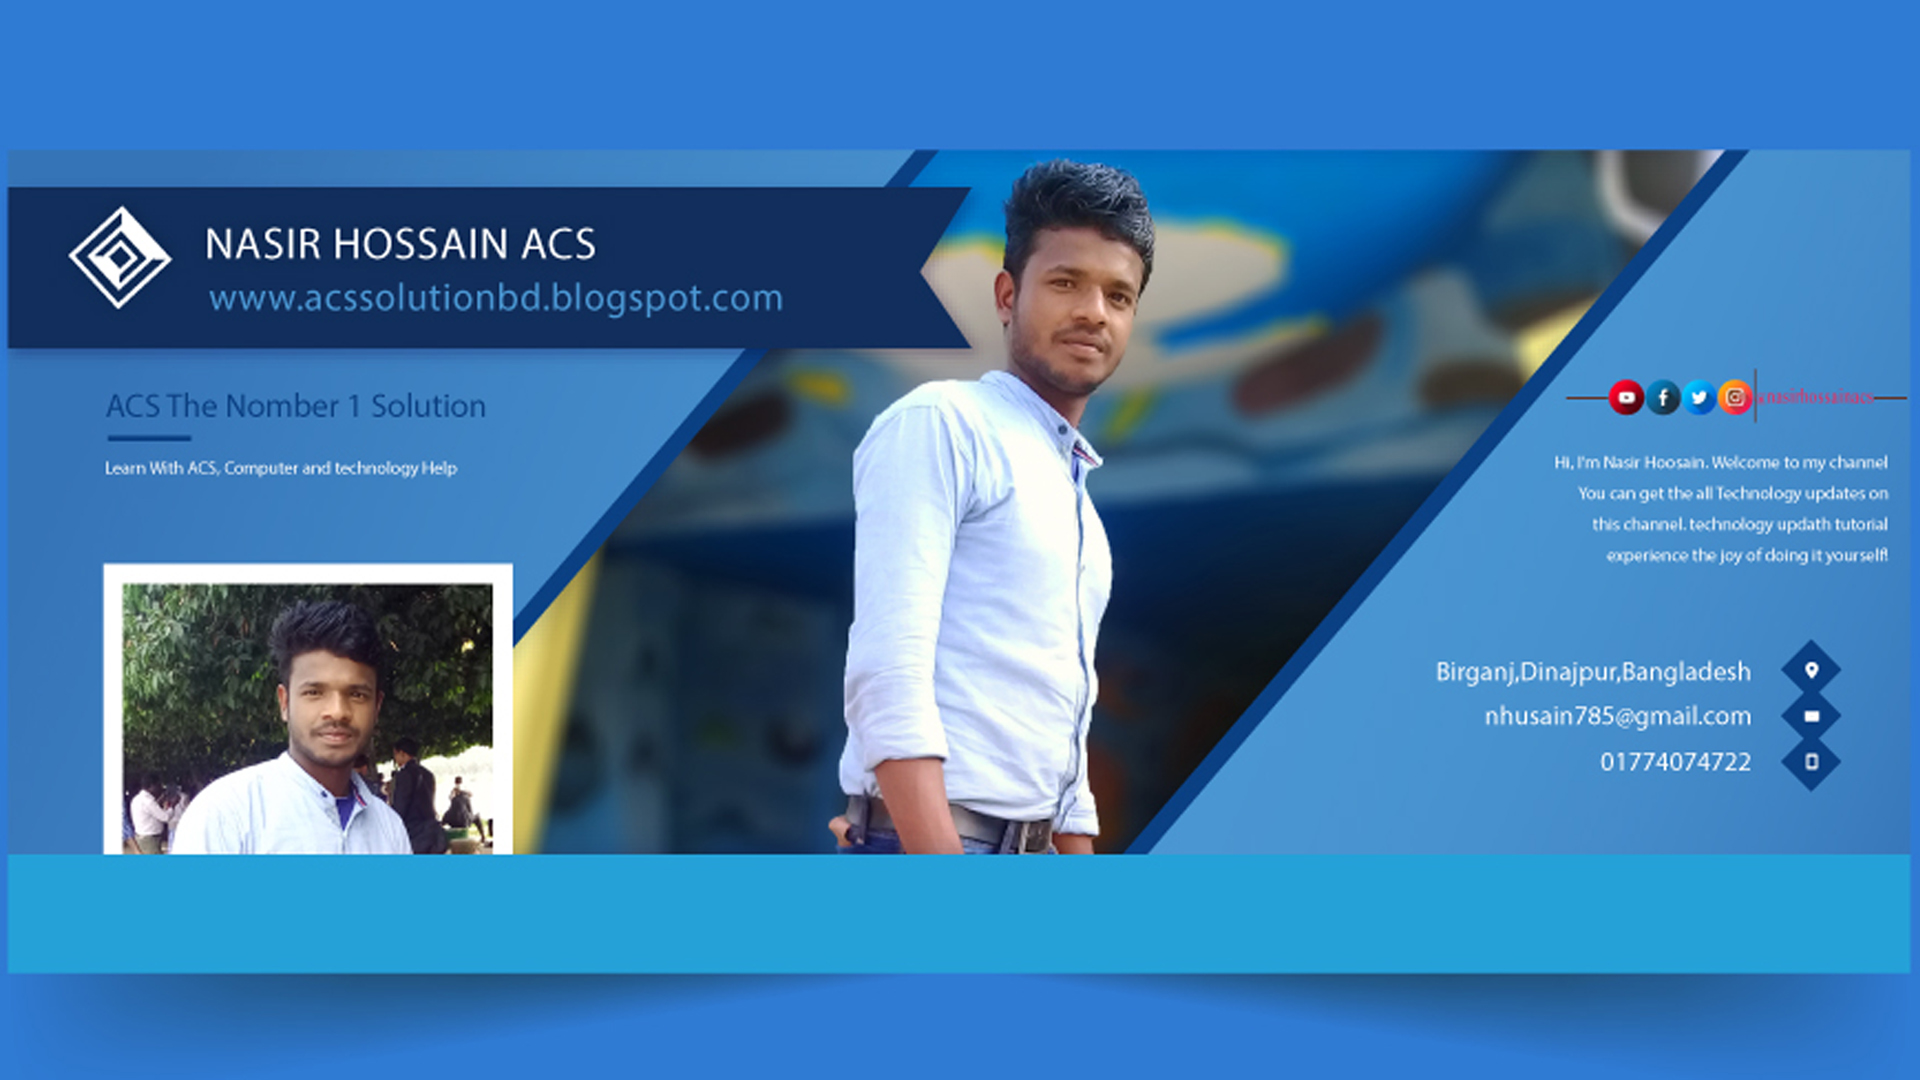 NASIR HOSSAIN ACS
www.acssolutionbd.blogspot.com
ACS The Nomber 1 Solution
Learn With ACS, Computer and technology Help
nasirhossainacs
Hi, I'm Nasir Hoosain. Welcome to my channel
You can get the all Technology updates on
this channel. technology updath tutorial
experience the joy of doing it yourself!
Birganj,Dinajpur,Bangladesh
nhusain785@gmail.com
01774074722